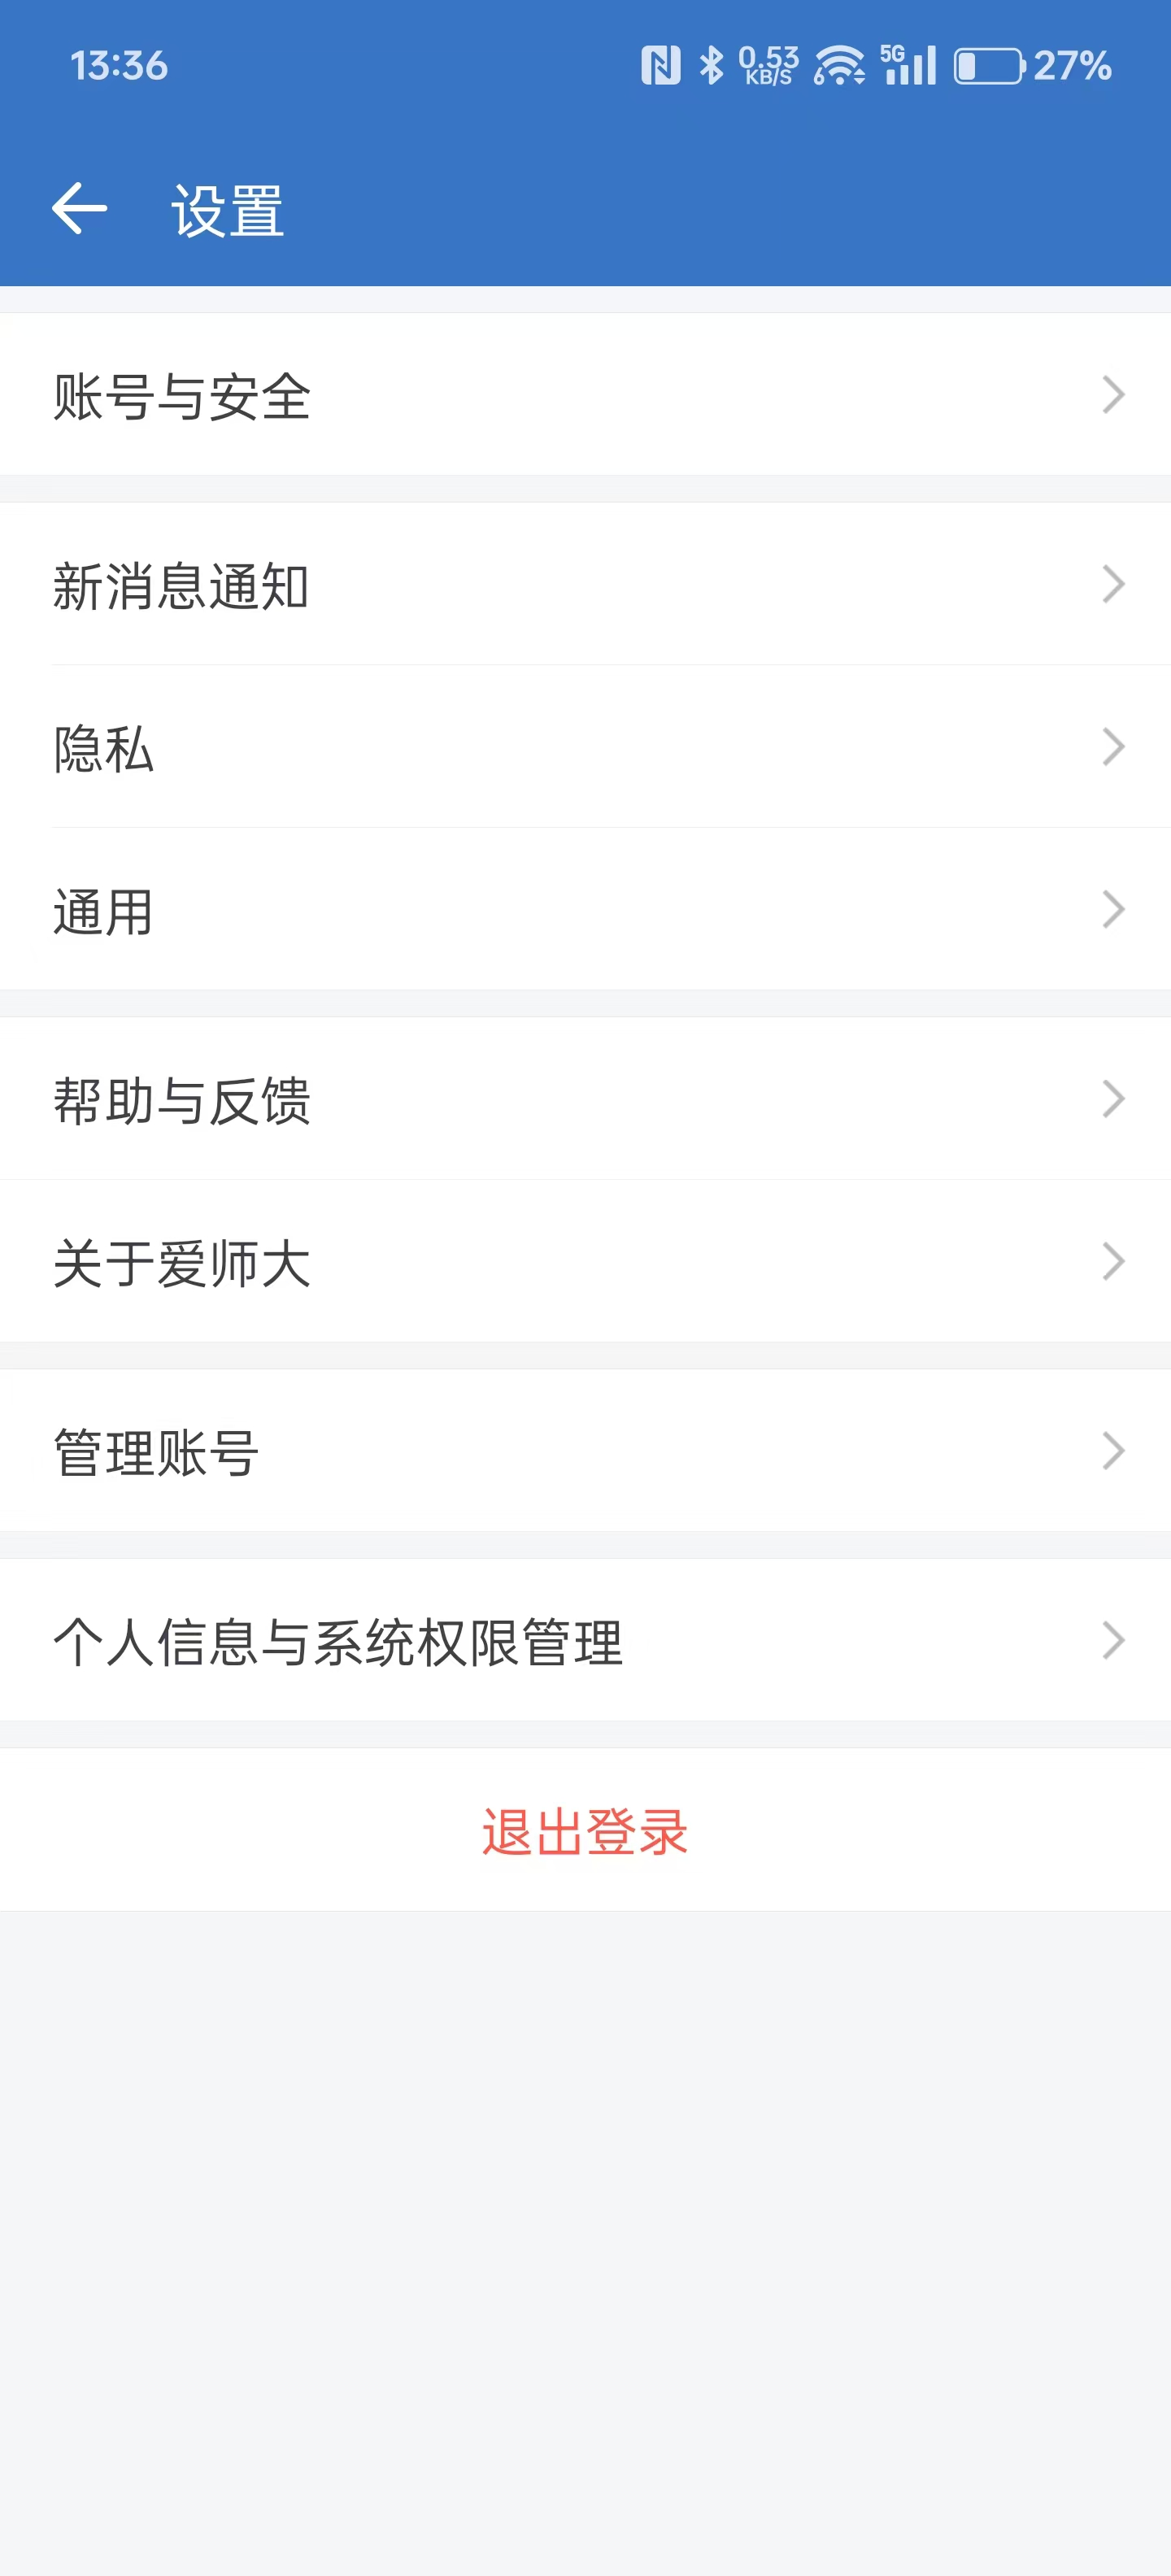 13:36
0.53
KB/S
6
5G
27%
设置
账号与安全
新消息通知
隐私
通用
帮助与反馈
关于爱师大
管理账号
个人信息与系统权限管理
退出登录